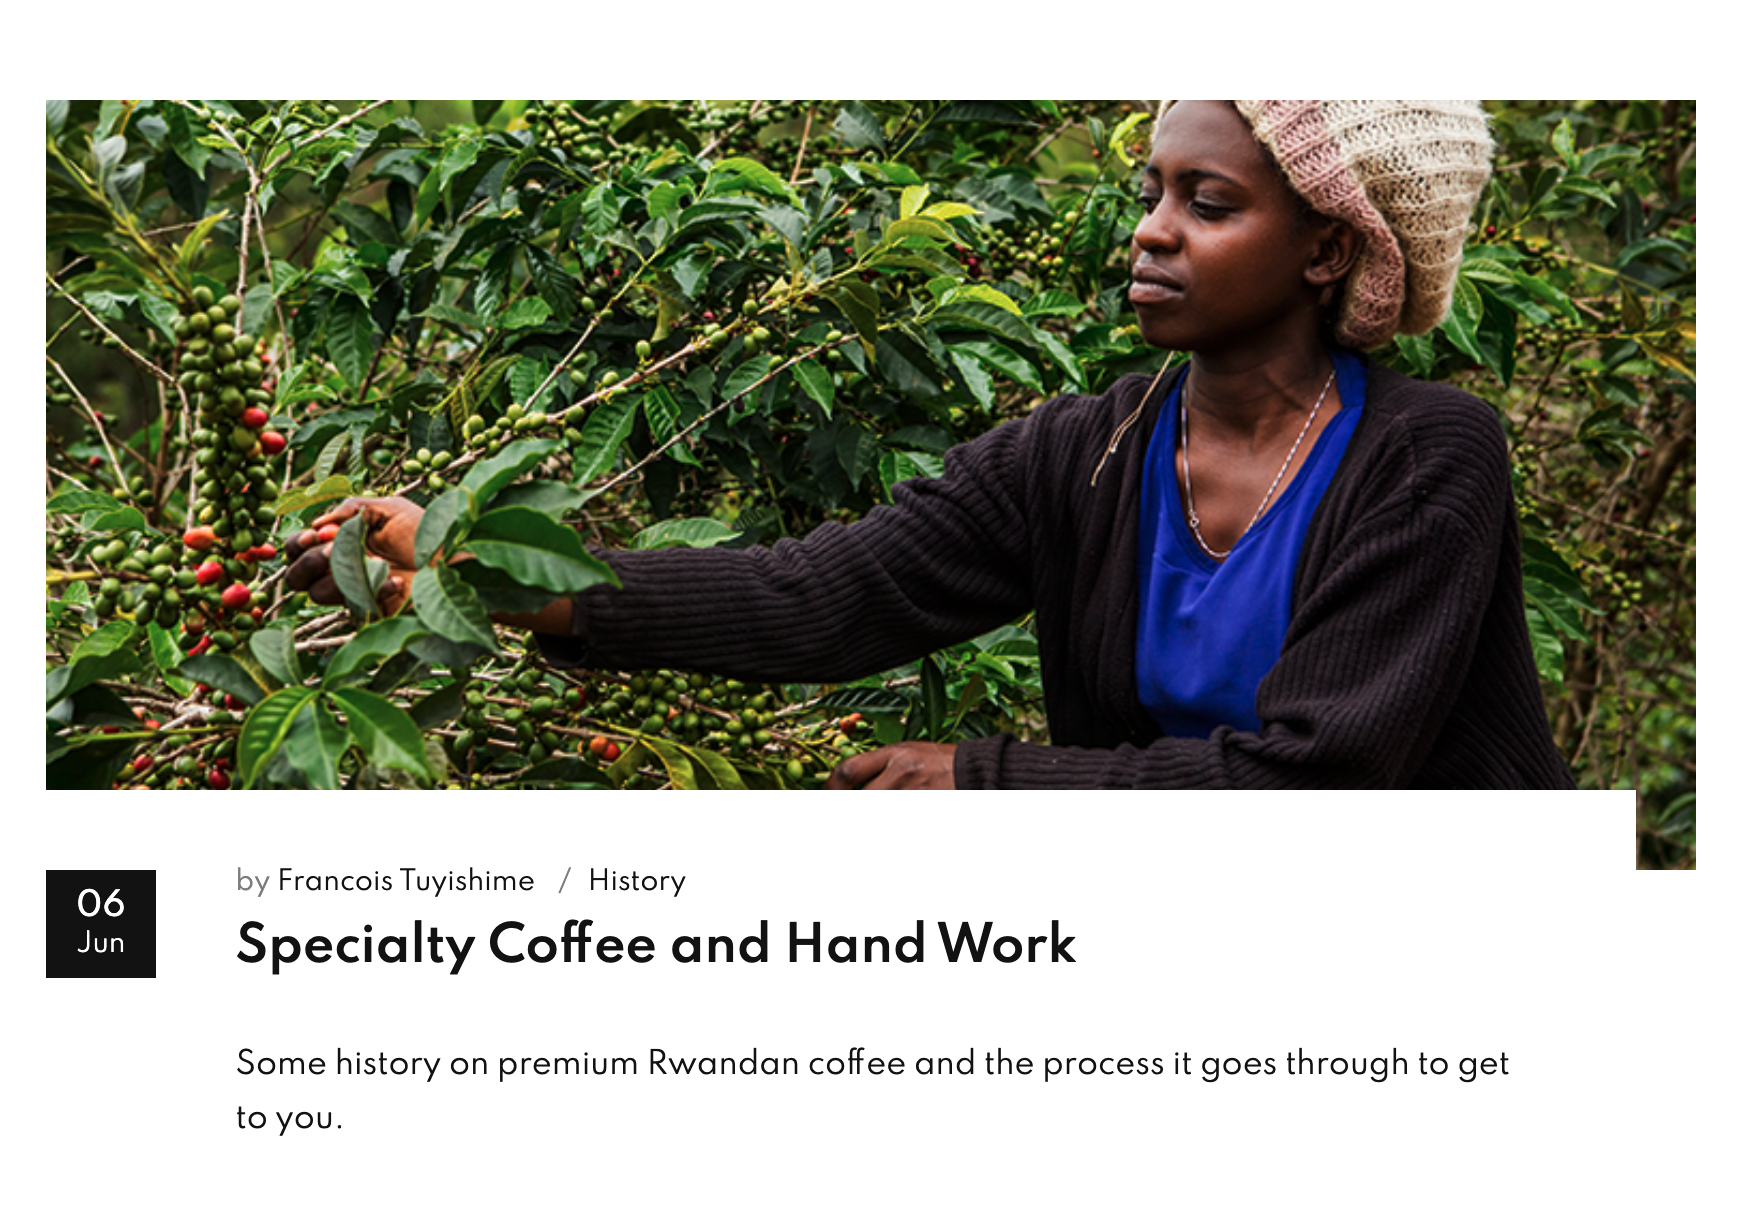 06
Jun
by Francois Tuyishime / History
Specialty Coffee and Hand Work
Some history on premium Rwandan coffee and the process it goes through to get
to you.